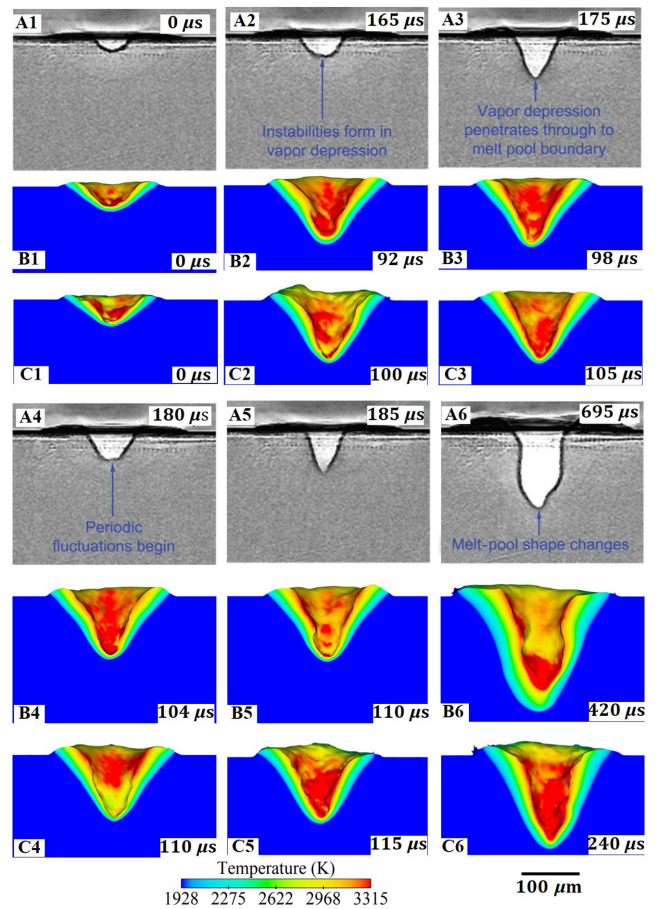 A1 0 μs A2 165 μs A3 175 μs
Instabilities form in
vapor depression
Vapor depression
penetrates through to
melt pool boundary
B1 0 μs B2 92 μs B3 98 μs
C1 0 μs C2 100 μs C3 105 μs
A4 180 μs A5 185 μs A6 695 μs
Periodic
fluctuations begin
Melt-pool shape changes
B4 104 μs B5 110 μs B6 420 μs
C4 110 μs C5 115 μs C6 240 μs
Temperature (K)
1928 2275 2622 2968 3315
100 μm